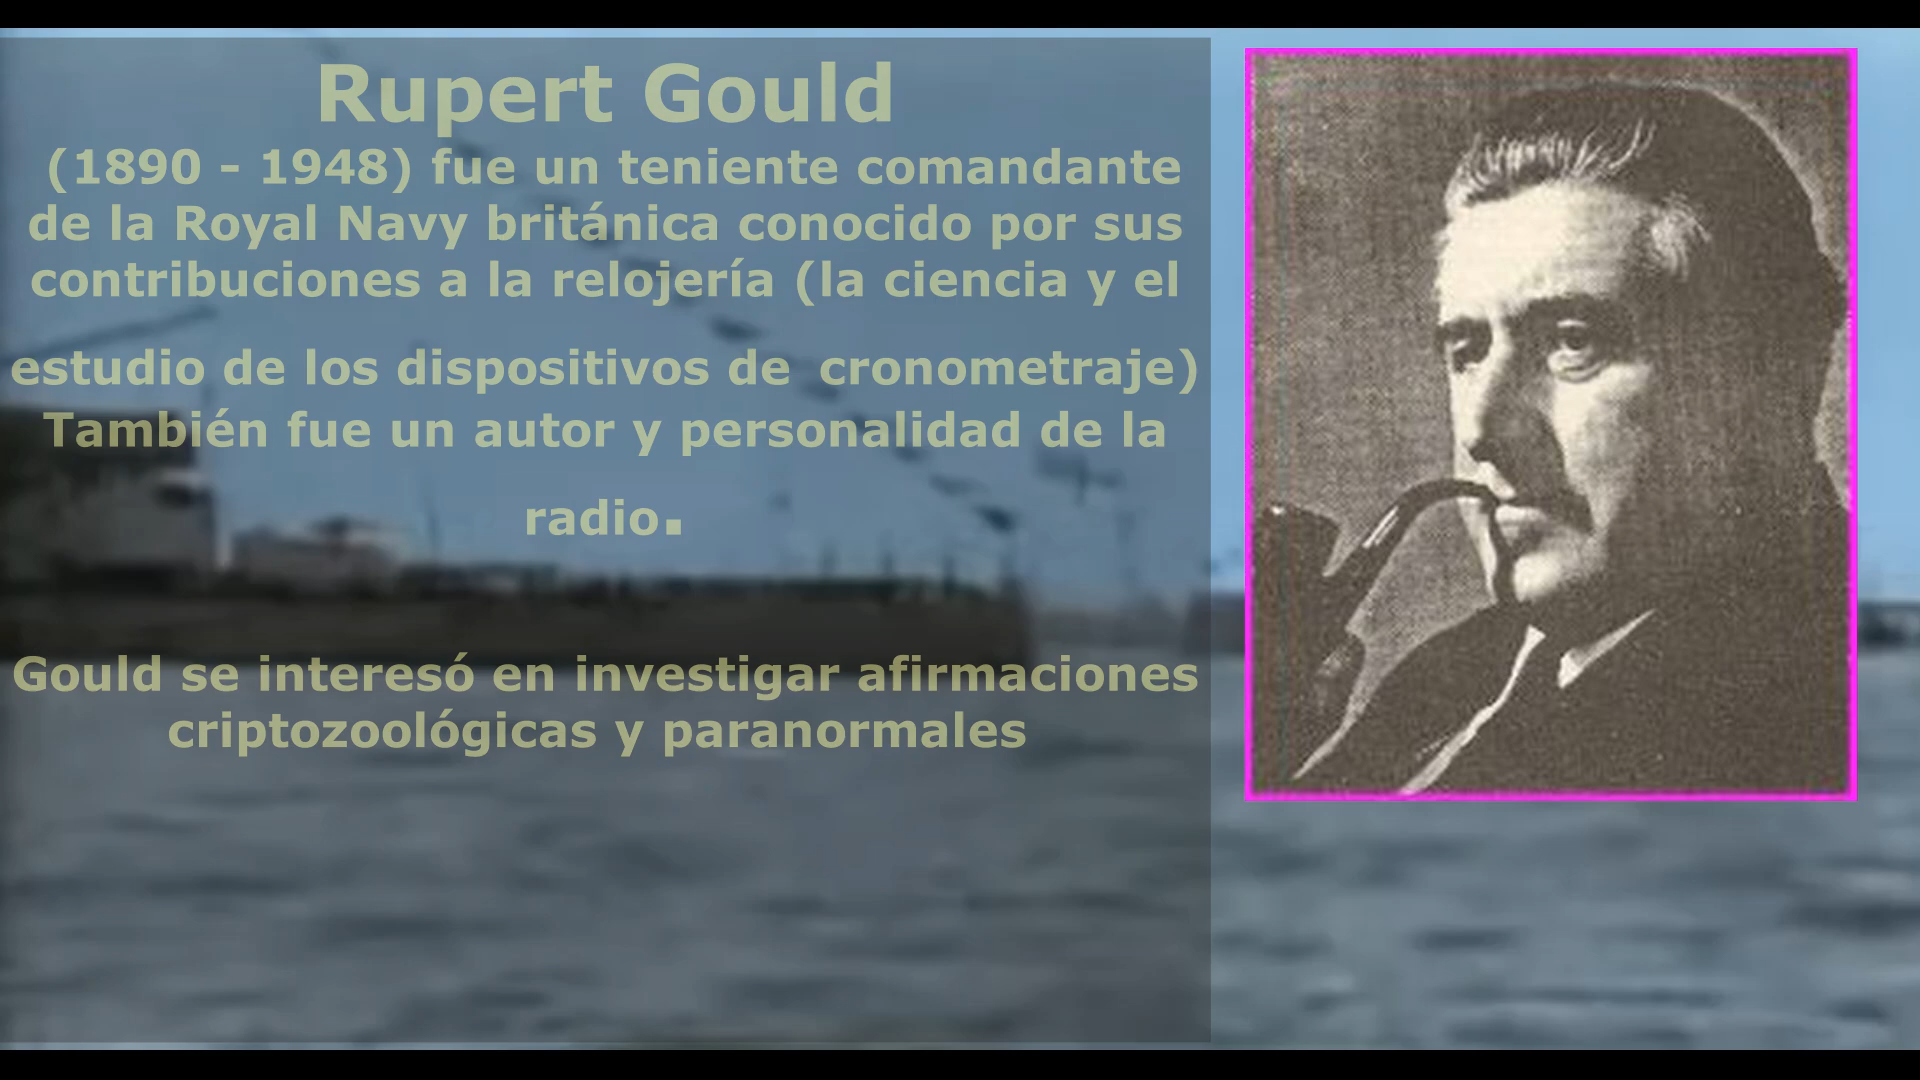 Rupert Gould
(1890 - 1948) fue un teniente comandante
de la Royal Navy británica conocido por sus
contribuciones a la relojería (la ciencia y el
estudio de los dispositivos de cronometraje)
También fue un autor y personalidad de la
radio.
Gould se interesó en investigar afirmaciones
criptozoológicas y paranormales